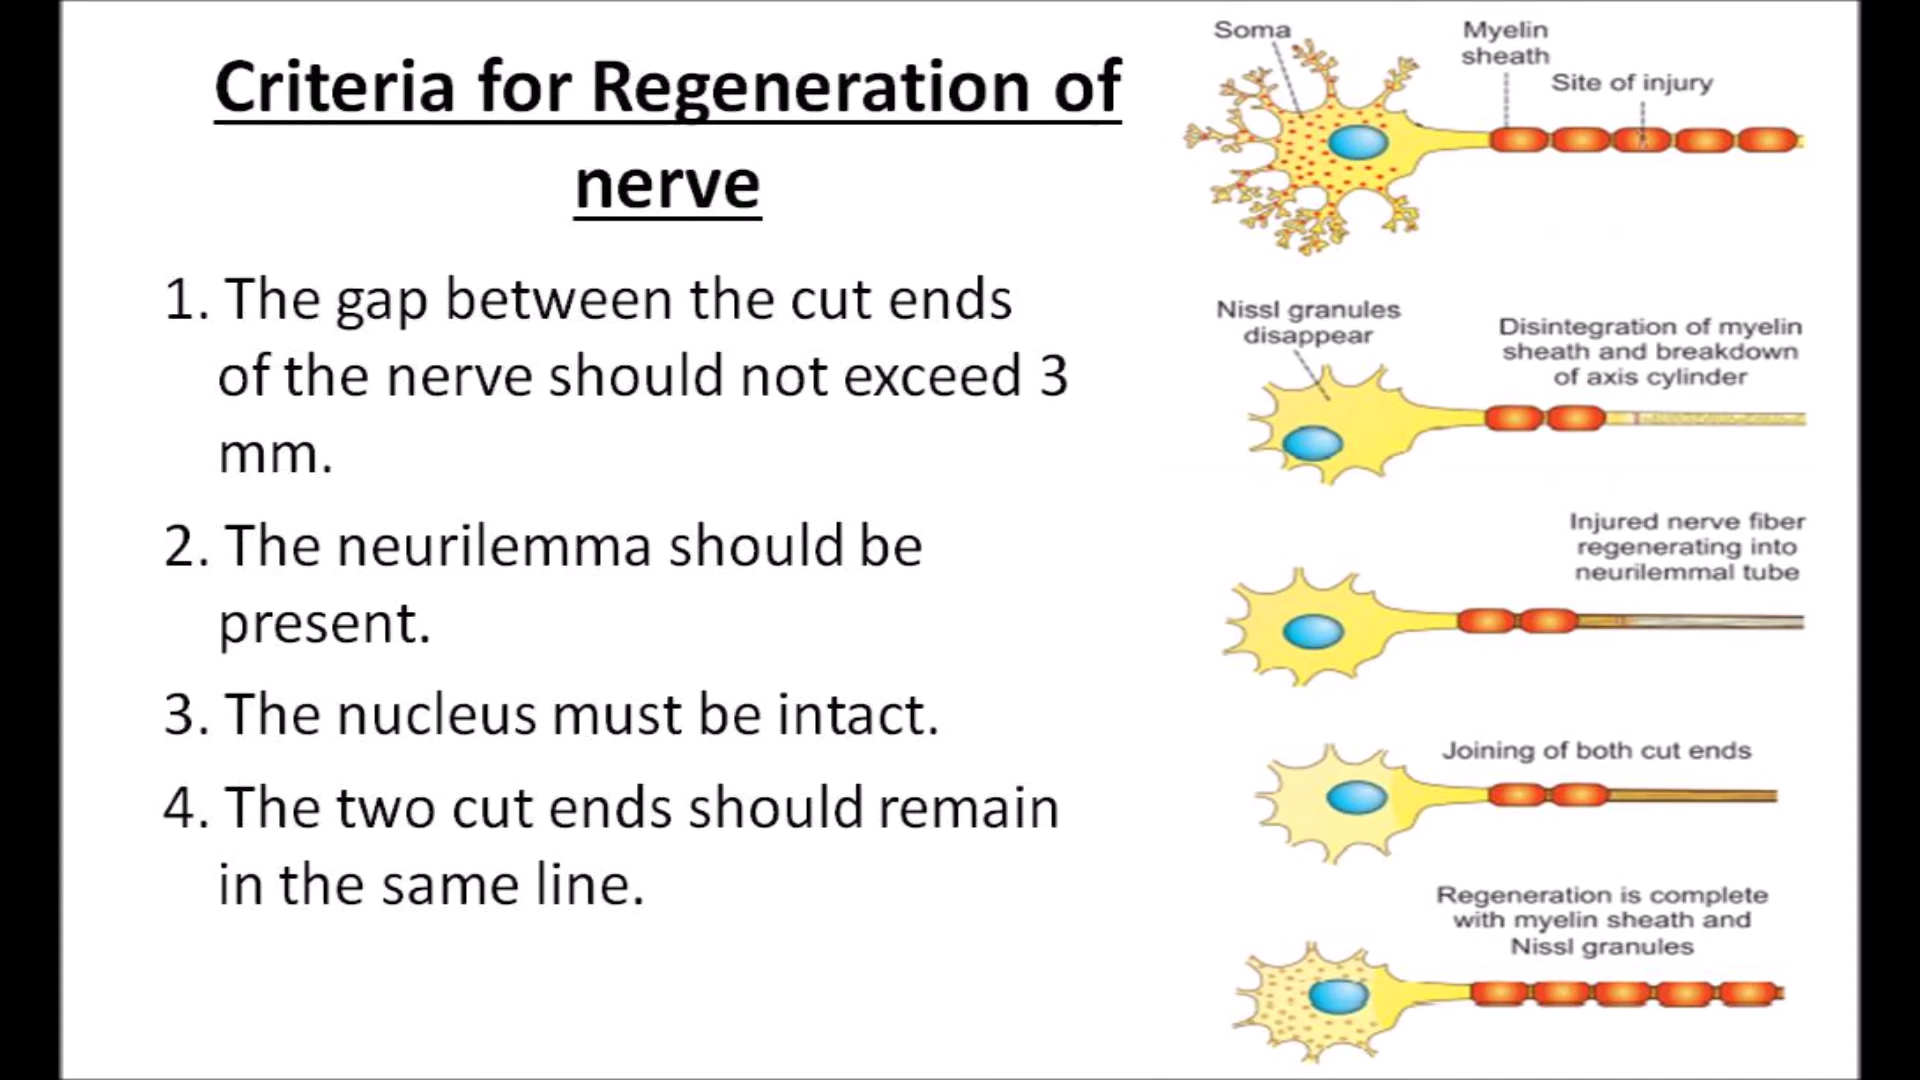 Criteria for Regeneration of
nerve
1. The gap between the cut ends
of the nerve should not exceed 3
mm.
2. The neurilemma should be
present.
3. The nucleus must be intact.
4. The two cut ends should remain
in the same line.
Soma
Myelin
sheath
Site of injury
Nissl granules
disappear
Disintegration of myelin
sheath and breakdown
of axis cylinder
Injured nerve fiber
regenerating into
neurilemmal tube
Joining of both cut ends
Regeneration is complete
with myelin sheath and
Nissl granules